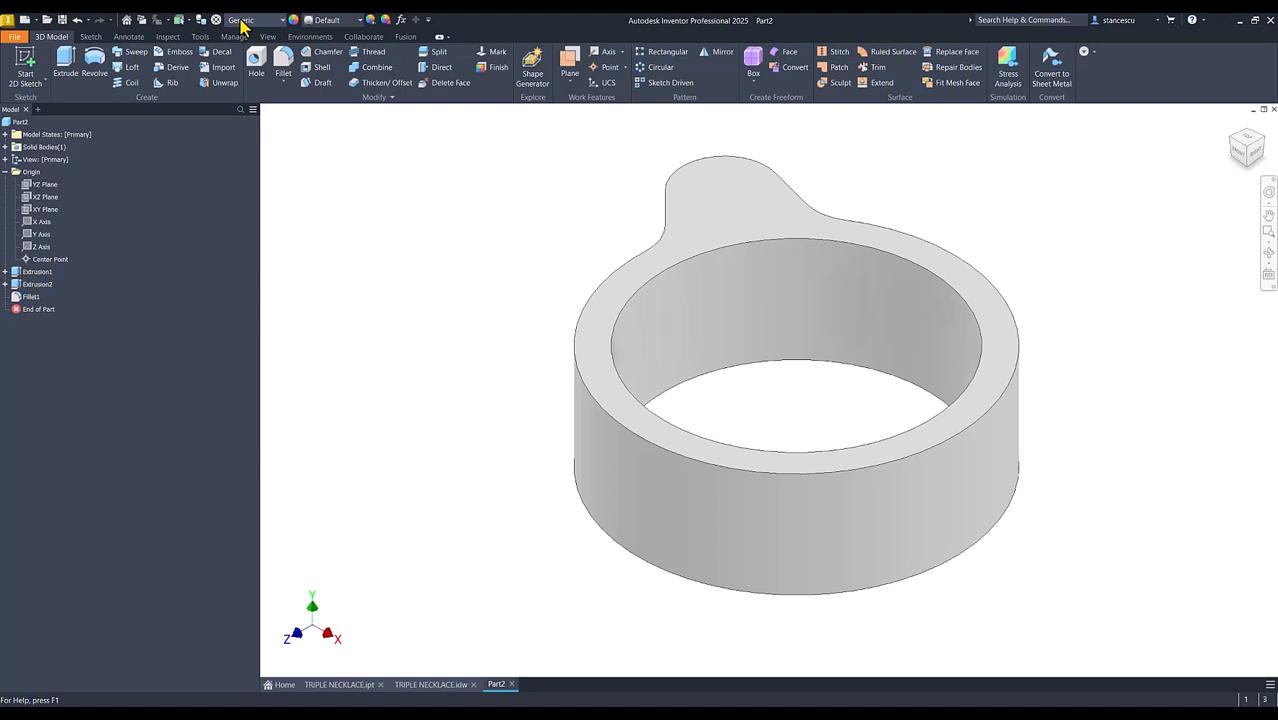 Generic Default fx Autodesk Inventor Professional 2025 Part2 Search Help & Commands... stancescu
File 3D Model Sketch Annotate Inspect Tools Manage View Environments Collaborate Fusion
Sweep Emboss Decal Chamfer Thread Split Mark Axis Rectangular Mirror Face Stitch Ruled Surface Replace Face
Start 2D Sketch Extrude Revolve Loft Derive Import Hole Fillet Shell Combine Direct Finish Shape Generator Plane Point Circular Box Convert Patch Trim Repair Bodies Stress Analysis Convert to Sheet Metal
Coil Rib Unwrap Draft Thicken/ Offset Delete Face UCS Sketch Driven Sculpt Extend Fit Mesh Face
Sketch Create Modify Explore Work Features Pattern Create Freeform Surface Simulation Convert
Model
Part2
Model States: [Primary]
Solid Bodies(1)
View: [Primary]
Origin
YZ Plane
XZ Plane
XY Plane
X Axis
Y Axis
Z Axis
Center Point
Extrusion1
Extrusion2
Fillet1
End of Part
TOP
FRONT RIGHT
Y
Z X
Home TRIPLE NECKLACE.ipt TRIPLE NECKLACE.idw Part2
For Help, press F1 1 3